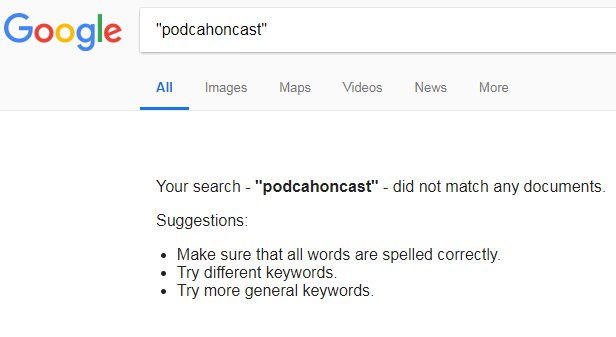 Google "podcahoncast"
All Images Maps Videos News More
Your search - "podcahoncast" - did not match any documents.
Suggestions:
• Make sure that all words are spelled correctly.
• Try different keywords.
• Try more general keywords.